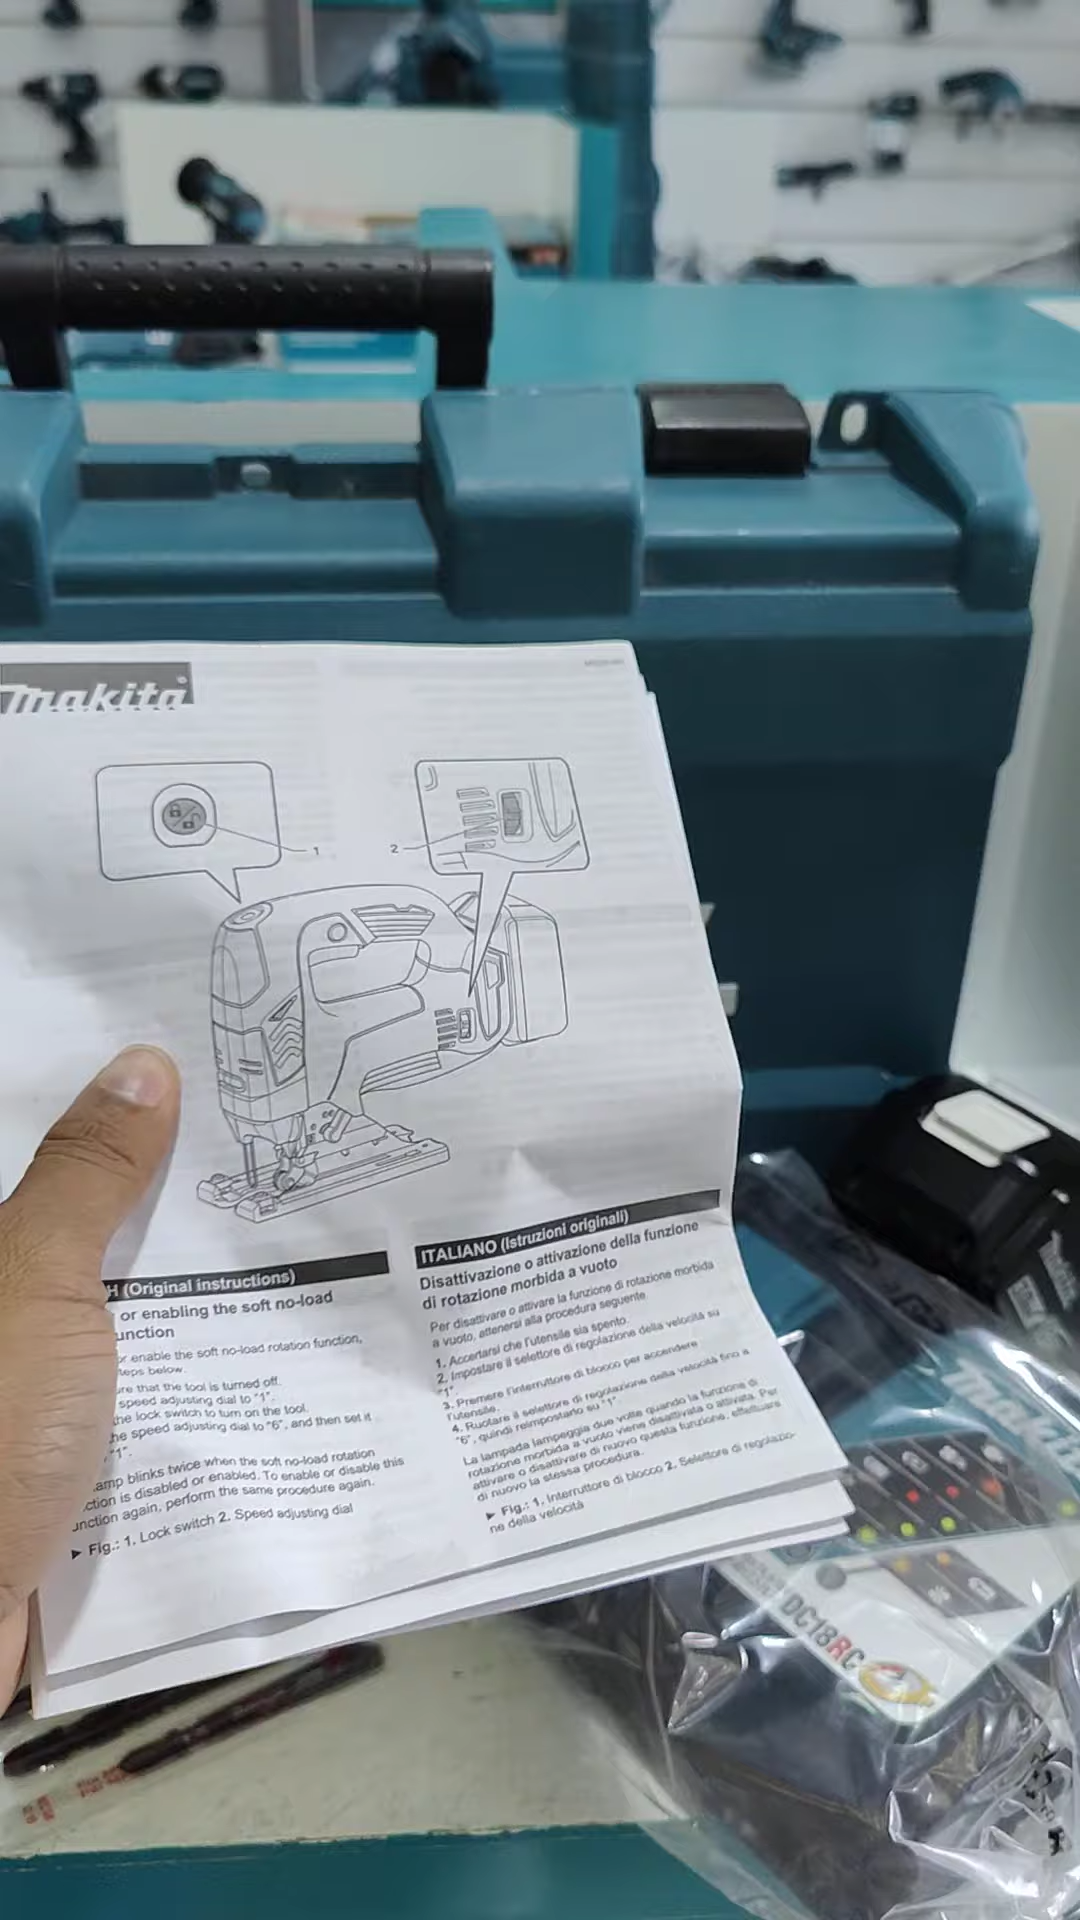 makita
1
2
H (Original instructions)
or enabling the soft no-load
unction
or enable the soft no-load rotation function,
teps below.
ure that the tool is turned off.
speed adjusting dial to "1".
he lock switch to turn on the tool.
he speed adjusting dial to "6", and then set it
"1".
amp blinks twice when the soft no-load rotation
ction is disabled or enabled. To enable or disable this
unction again, perform the same procedure again.
► Fig.: 1. Lock switch 2. Speed adjusting dial
ITALIANO (Istruzioni originali)
Disattivazione o attivazione della funzione
di rotazione morbida a vuoto
Per disattivare o attivare la funzione di rotazione morbida
a vuoto, attenersi alla procedura seguente.
1. Accertarsi che l'utensile sia spento.
2. Impostare il selettore di regolazione della velocità su
"1".
3. Premere l'interruttore di blocco per accendere
l'utensile.
4. Ruotare il selettore di regolazione della velocità fino a
"6", quindi reimpostarlo su "1".
La lampada lampeggia due volte quando la funzione di
rotazione morbida a vuoto viene disattivata o attivata. Per
attivare o disattivare di nuovo questa funzione, effettuare
di nuovo la stessa procedura.
► Fig.: 1. Interruttore di blocco 2. Selettore di regolazio-
ne della velocità
makita
DC18RC